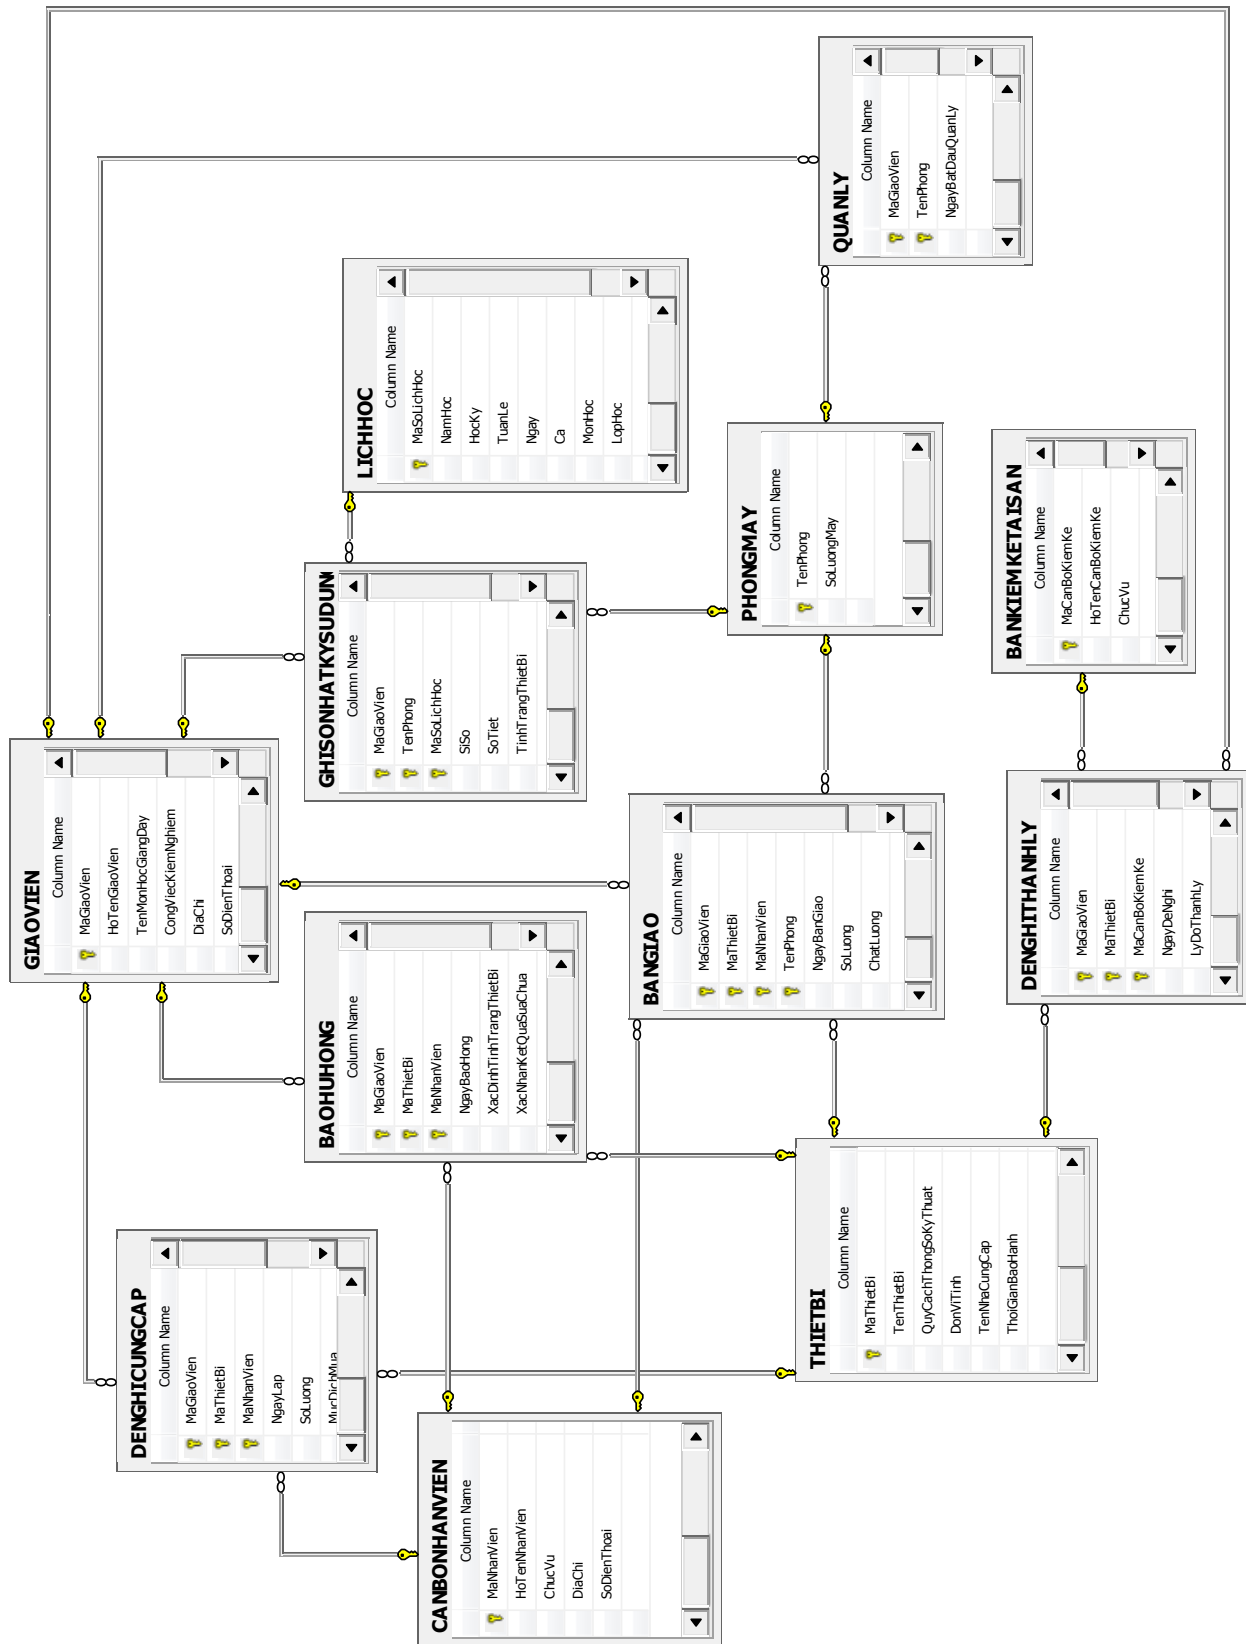 GIAOVIEN
Column Name
MaGiaoVien
HoTenGiaoVien
TenMonHocGiangDay
CongViecKiemNghiem
DiaChi
SoDienThoai
DENGHICUNGCAP
Column Name
MaGiaoVien
MaThietBi
MaNhanVien
NgayLap
SoLuong
MucDichMua
BAOHUHONG
Column Name
MaGiaoVien
MaThietBi
MaNhanVien
NgayBaoHong
XacDinhTinhTrangThietBi
XacNhanKetQuaSuaChua
GHISONHATKYSUDUN
Column Name
MaGiaoVien
TenPhong
MaSoLichHoc
SiSo
SoTiet
TinhTrangThietBi
LICHHOC
Column Name
MaSoLichHoc
NamHoc
HocKy
TuanLe
Ngay
Ca
MonHoc
LopHoc
CANBONHANVIEN
Column Name
MaNhanVien
HoTenNhanVien
ChucVu
DiaChi
SoDienThoai
BANGIAO
Column Name
MaGiaoVien
MaThietBi
MaNhanVien
TenPhong
NgayBanGiao
SoLuong
ChatLuong
PHONGMAY
Column Name
TenPhong
SoLuongMay
QUANLY
Column Name
MaGiaoVien
TenPhong
NgayBatDauQuanLy
THIETBI
Column Name
MaThietBi
TenThietBi
QuyCachThongSoKyThuat
DonViTinh
TenNhaCungCap
ThoiGianBaoHanh
DENGHITHANHLY
Column Name
MaGiaoVien
MaThietBi
MaCanBoKiemKe
NgayDeNghi
LyDoThanhLy
BANKIEMKETAISAN
Column Name
MaCanBoKiemKe
HoTenCanBoKiemKe
ChucVu